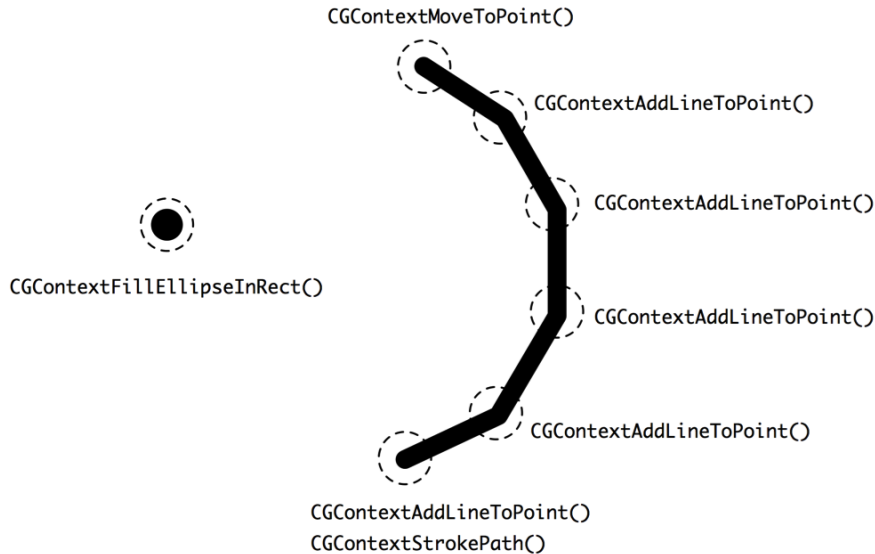 CGContextMoveToPoint()
CGContextAddLineToPoint()
CGContextAddLineToPoint()
CGContextFillEllipseInRect()
CGContextAddLineToPoint()
CGContextAddLineToPoint()
CGContextAddLineToPoint()
CGContextStrokePath()